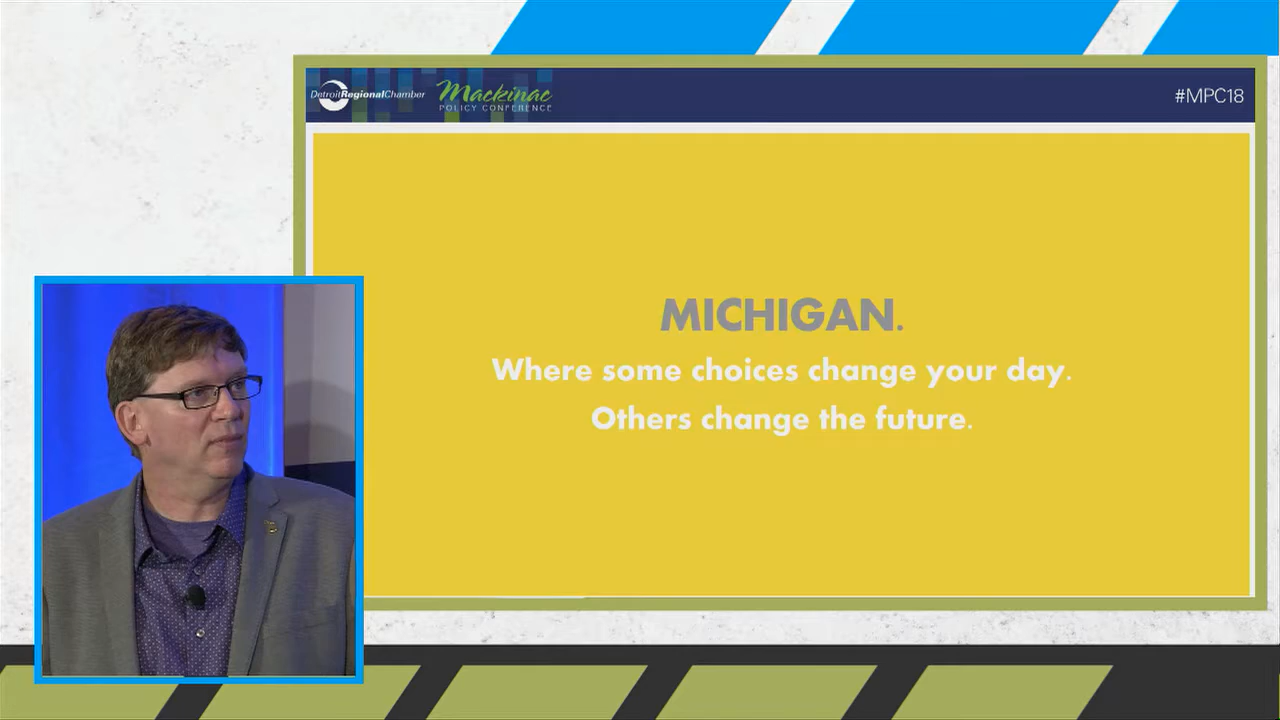 DetroitRegionalChamber
Mackinac
POLICY CONFERENCE
#MPC18
MICHIGAN.
Where some choices change your day.
Others change the future.